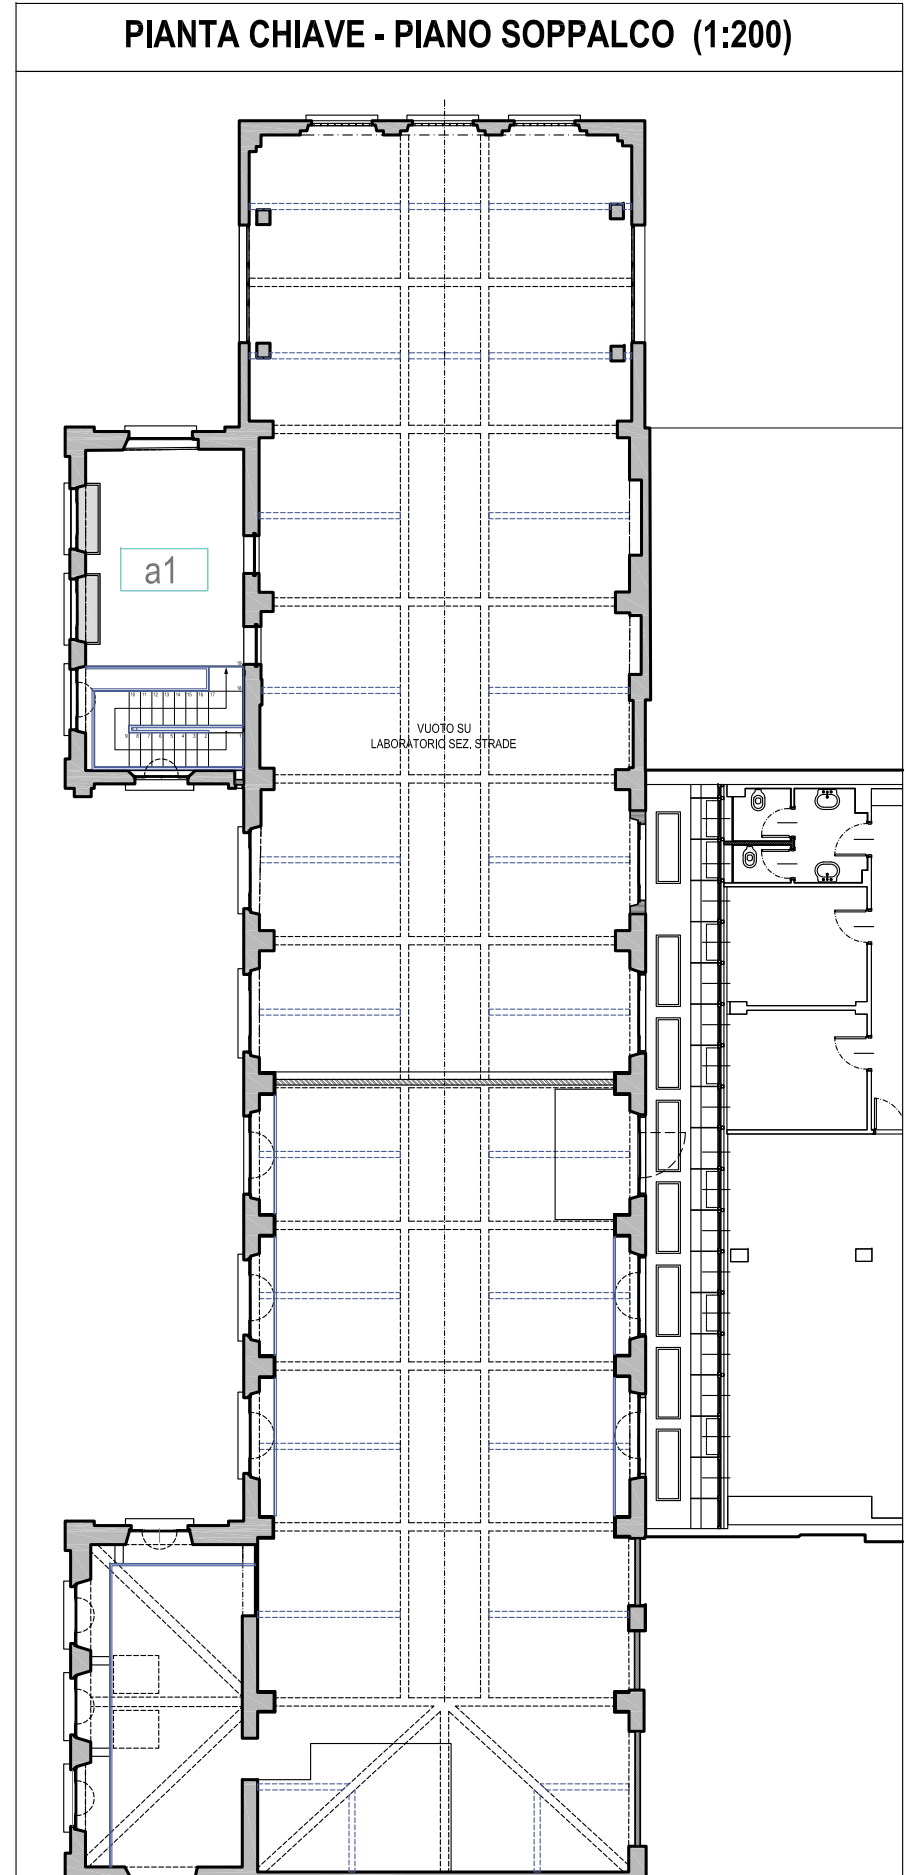 PIANTA CHIAVE - PIANO SOPPALCO (1:200)
a1
VUOTO SU
LABORATORIO SEZ. STRADE